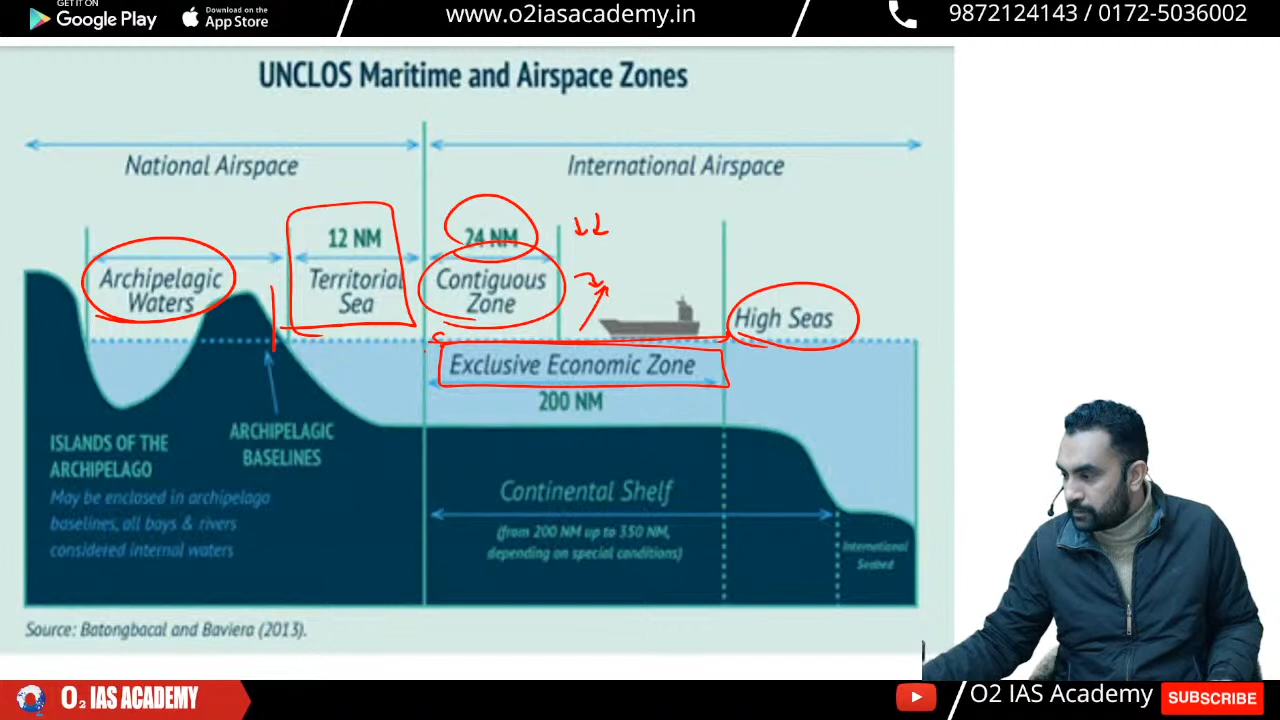 GET IT ON
Google Play
Download on the
App Store
www.o2iasacademy.in
9872124143 / 0172-5036002
UNCLOS Maritime and Airspace Zones
National Airspace
International Airspace
12 NM
24 NM
Archipelagic
Waters
Territorial
Sea
Contiguous
Zone
High Seas
Exclusive Economic Zone
200 NM
ARCHIPELAGIC
BASELINES
ISLANDS OF THE
ARCHIPELAGO
May be enclosed in archipelago
baselines, all bays & rivers
considered internal waters
Continental Shelf
(from 200 NM up to 350 NM,
depending on special conditions)
International
Seabed
Source: Batongbacal and Baviera (2013).
O2 IAS ACADEMY
O2 IAS Academy
SUBSCRIBE